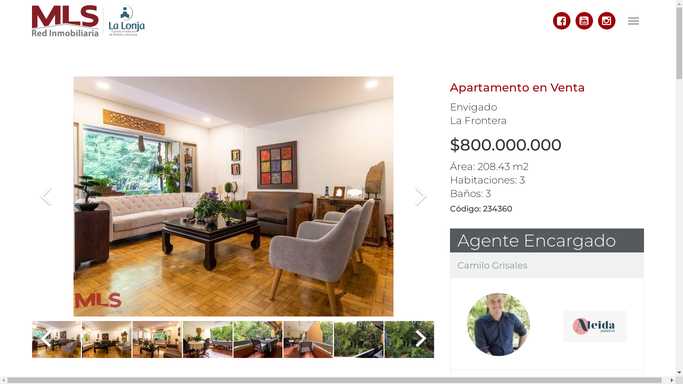 MLS
Red Inmobiliaria
La Lonja
Apartamento en Venta
Envigado
La Frontera
$800.000.000
Área: 208.43 m2
Habitaciones: 3
Baños: 3
Código: 234360
MLS
Agente Encargado
Camilo Grisales
Aleida